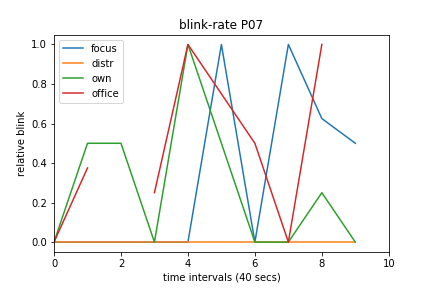 blink-rate P07
focus
distr
own
office
relative blink
1.0
0.8
0.6
0.4
0.2
0.0
0 2 4 6 8 10
time intervals (40 secs)